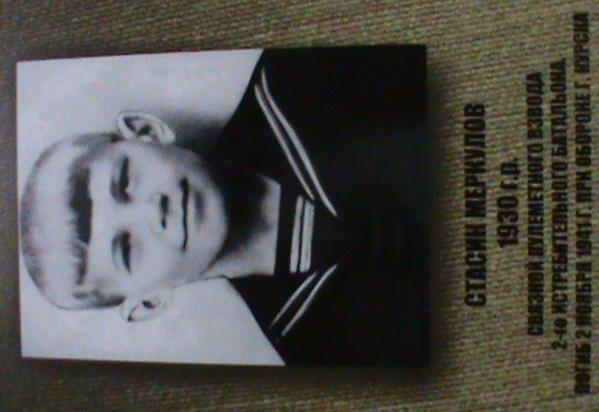 СТАСИК МЕРКУЛОВ
1930 г.р.
СВЯЗНОЙ ПУЛЕМЕТНОГО ВЗВОДА
2-го ИСТРЕБИТЕЛЬНОГО БАТАЛЬОНА.
ПОГИБ 2 НОЯБРЯ 1941 Г. ПРИ ОБОРОНЕ Г. КУРСКА